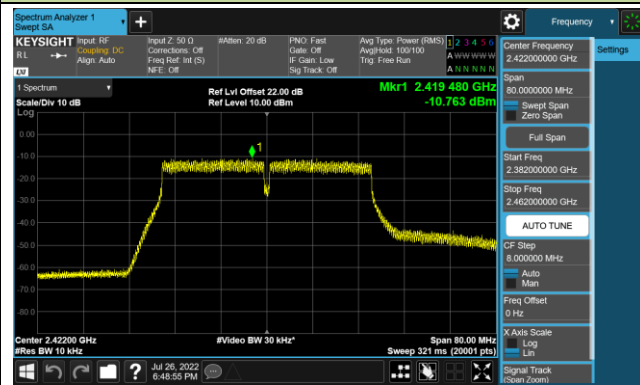 Spectrum Analyzer 1
Swept SA
Frequency
KEYSIGHT
RL
Input: RF
Coupling: DC
Align: Auto
Input Z: 50 Ω
Corrections: Off
Freq Ref: Int (S)
NFE: Off
#Atten: 20 dB
PNO: Fast
Gate: Off
IF Gain: Low
Sig Track: Off
Avg Type: Power (RMS)
Avg|Hold: 100/100
Trig: Free Run
1 2 3 4 5 6
A W W W W W
A N N N N N
1 Spectrum
Scale/Div 10 dB
Log
Ref Lvl Offset 22.00 dB
Ref Level 10.00 dBm
Mkr1 2.419 480 GHz
-10.763 dBm
1
0.00
-10.0
-20.0
-30.0
-40.0
-50.0
-60.0
-70.0
-80.0
Center 2.42200 GHz
#Res BW 10 kHz
#Video BW 30 kHz*
Span 80.00 MHz
Sweep 321 ms (20001 pts)
Jul 26, 2022
6:48:55 PM
Center Frequency
2.422000000 GHz
Settings
Span
80.0000000 MHz
Swept Span
Zero Span
Full Span
Start Freq
2.382000000 GHz
Stop Freq
2.462000000 GHz
AUTO TUNE
CF Step
8.000000 MHz
Auto
Man
Freq Offset
0 Hz
X Axis Scale
Log
Lin
Signal Track
(Span Zoom)